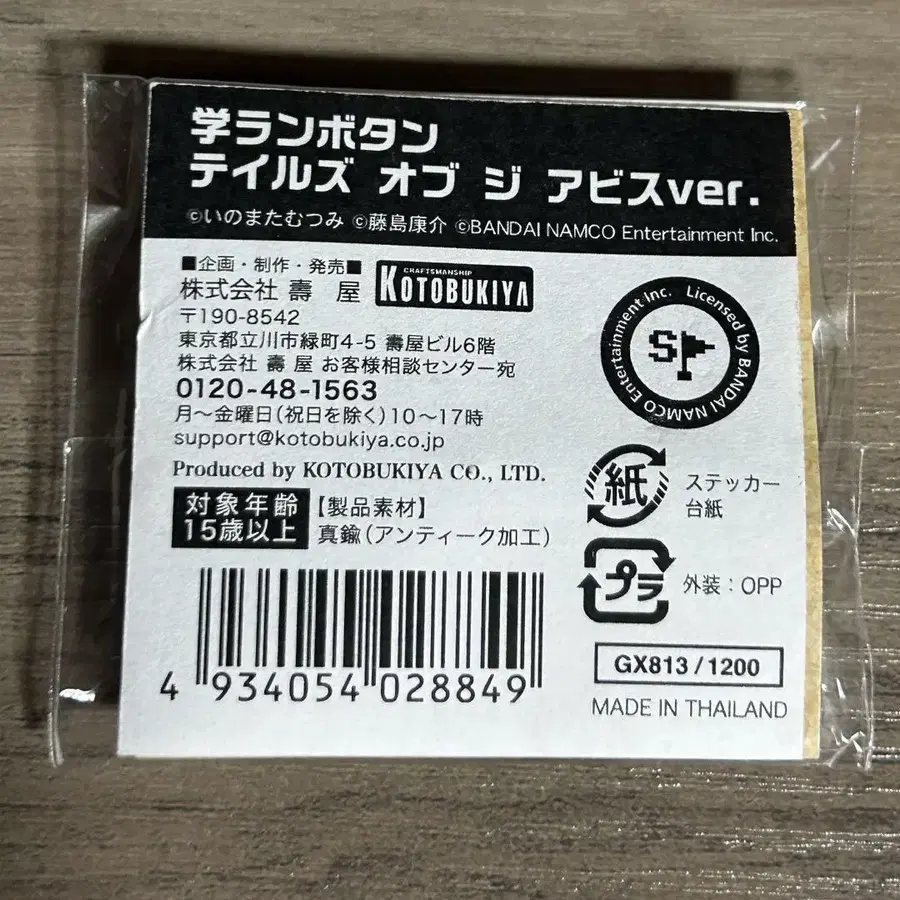 学ランボタン
テイルズ オブ ジ アビスver.
©いのまたむつみ ©藤島康介 ©BANDAI NAMCO Entertainment Inc.
■企画・制作・発売■
株式会社 壽 屋
CRAFTSMANSHIP
KOTOBUKIYA
〒190-8542
東京都立川市緑町4-5 壽屋ビル6階
株式会社 壽 屋 お客様相談センター宛
0120-48-1563
月～金曜日(祝日を除く)10～17時
support@kotobukiya.co.jp
Produced by KOTOBUKIYA CO., LTD.
対象年齢
15歳以上
【製品素材】
真鍮(アンティーク加工)
4 934054 028849
Licensed by BANDAI NAMCO Entertainment Inc.
S
紙
ステッカー
台紙
プラ
外装：OPP
GX813/1200
MADE IN THAILAND